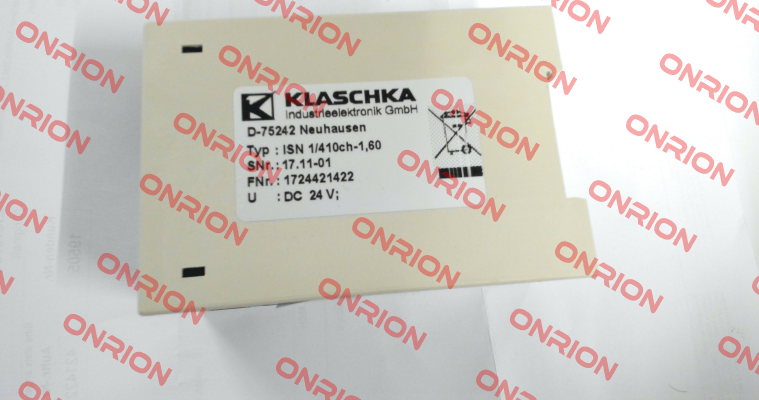 KLASCHKA
Industrieelektronik GmbH
D-75242 Neuhausen
Typ : ISN 1/410ch-1,60
SNr.: 17.11-01
FNr.: 1724421422
U : DC 24 V;
ONRION